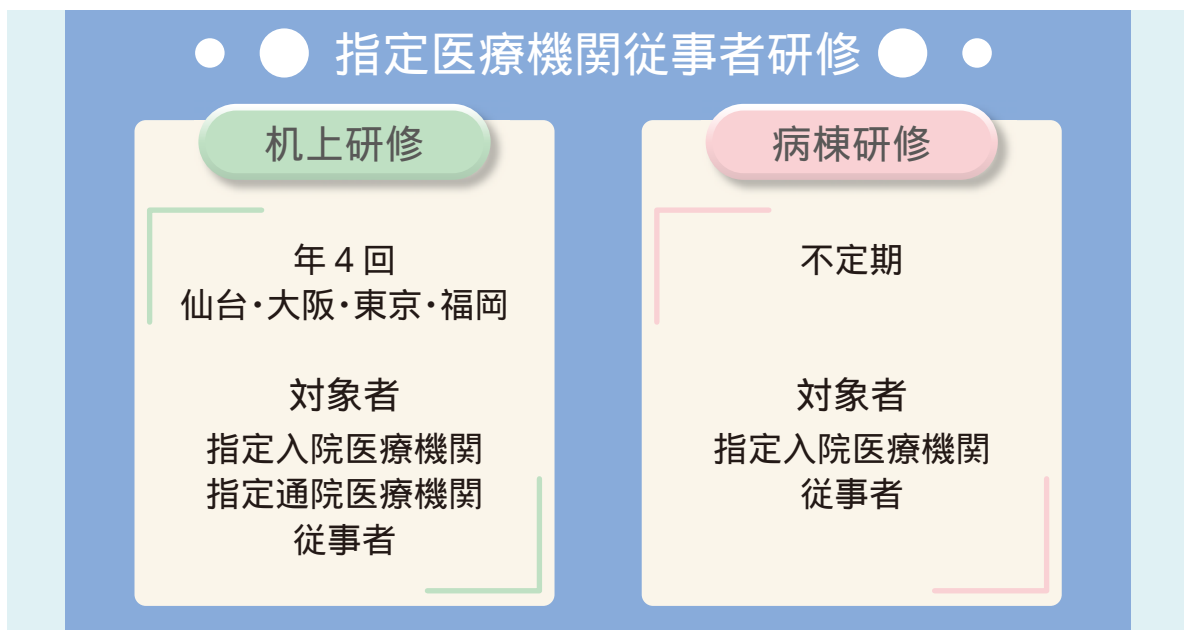 指定医療機関従事者研修
机上研修
年4回
仙台・大阪・東京・福岡
対象者
指定入院医療機関
指定通院医療機関
従事者
病棟研修
不定期
対象者
指定入院医療機関
従事者